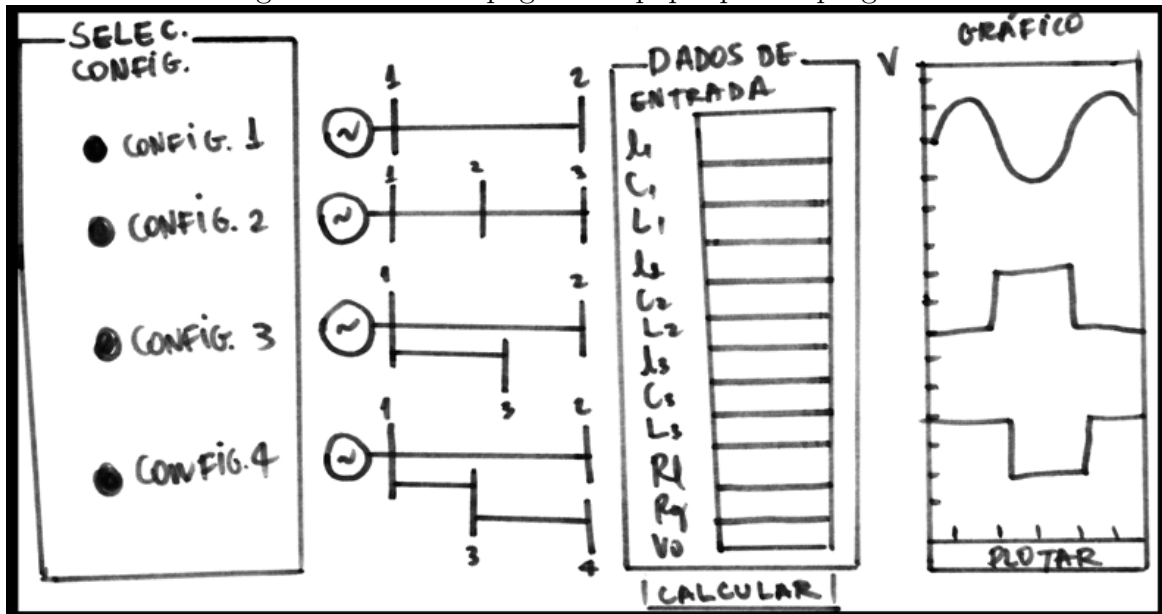 SELEC.
CONFIG.
CONFIG. 1
CONFIG. 2
CONFIG. 3
CONFIG. 4
~
1
2
~
1
2
3
~
1
2
3
~
1
2
3
4
DADOS DE
ENTRADA
l1
C1
L1
l2
C2
L2
l3
C3
L3
Rl
Rg
V0
CALCULAR
GRÁFICO
V
PLOTAR